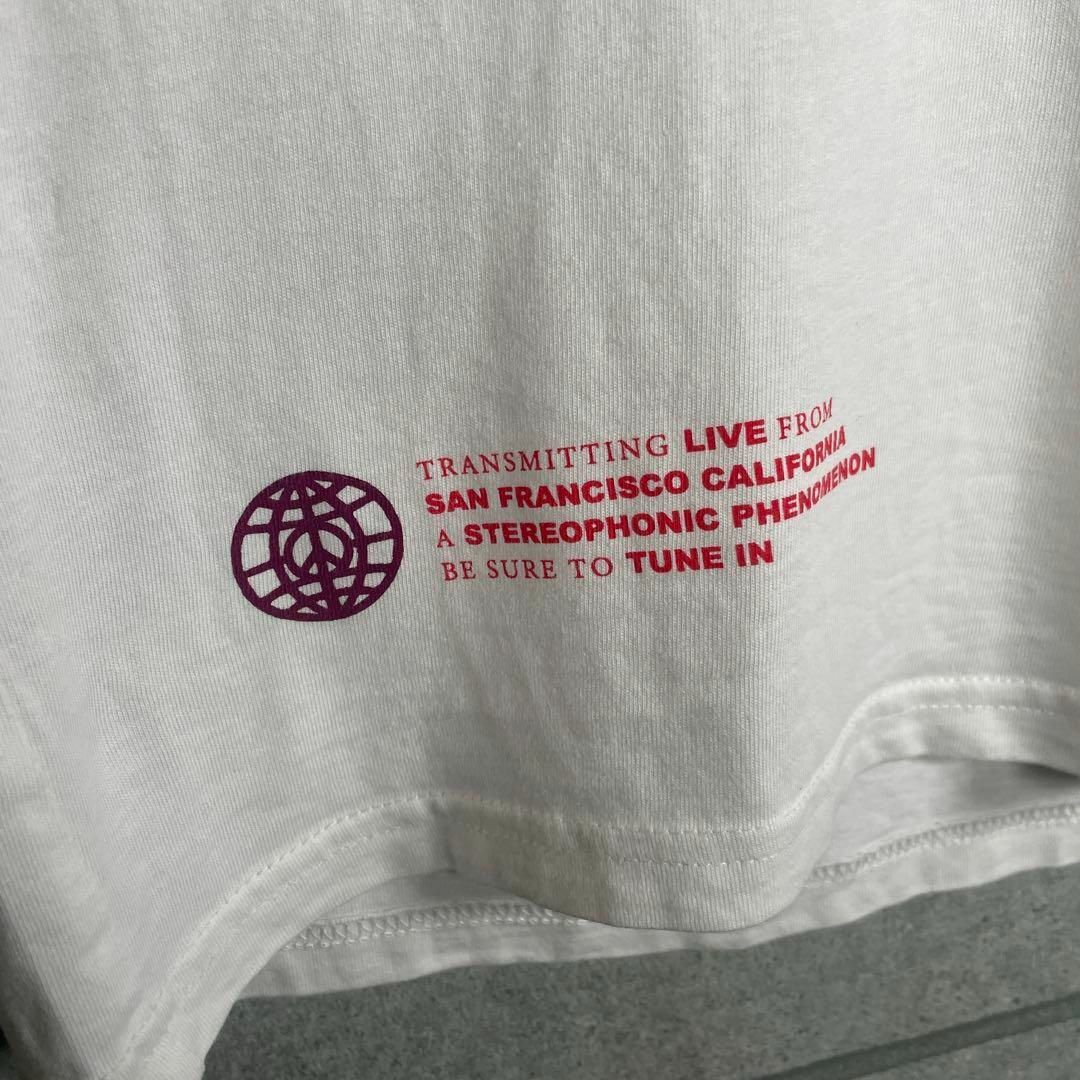 TRANSMITTING LIVE FROM
SAN FRANCISCO CALIFORNIA
A STEREOPHONIC PHENOMENON
BE SURE TO TUNE IN